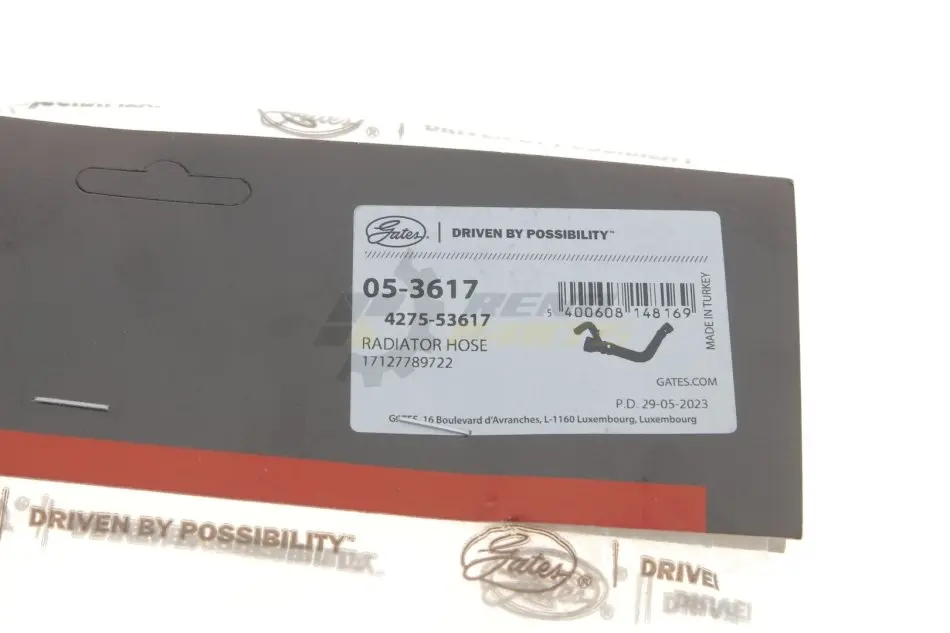 Gates ®
DRIVEN BY POSSIBILITY
Gates | DRIVEN BY POSSIBILITY™
05-3617
4275-53617
RADIATOR HOSE
17127789722
5 400608 148169
MADE IN TURKEY
GATES.COM
P.D. 29-05-2023
16 Boulevard d'Avranches, L-1160 Luxembourg, Luxembourg
DRIVEN BY POSSIBILITY™
Gates ® | DRIVE